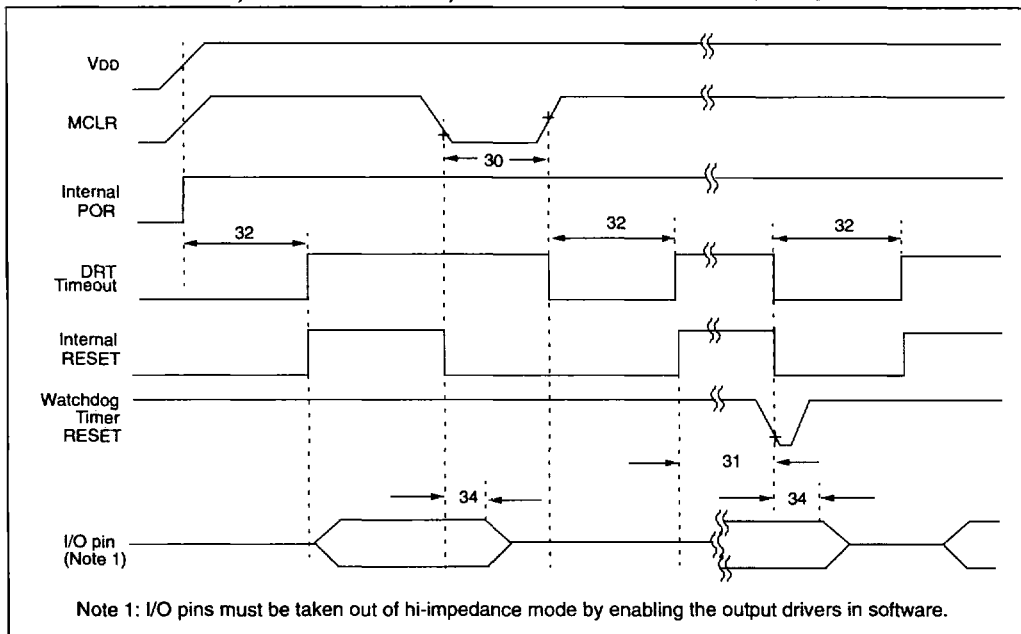 VDD
MCLR
30
Internal
POR
32
32
32
DRT
Timeout
Internal
RESET
Watchdog
Timer
RESET
31
34
34
I/O pin
(Note 1)
Note 1: I/O pins must be taken out of hi-impedance mode by enabling the output drivers in software.